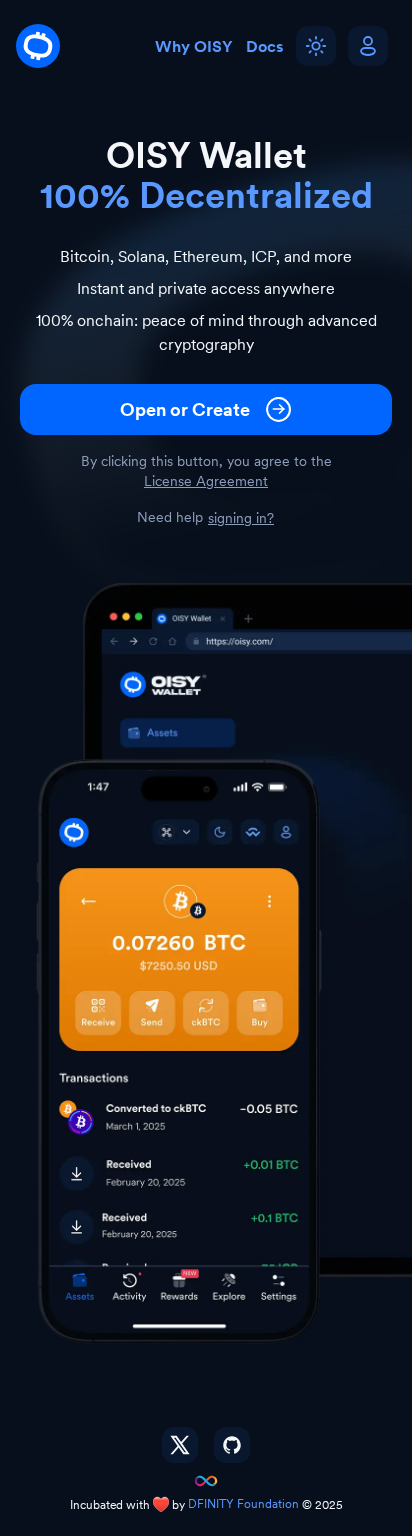 Why OISY Docs
OISY Wallet
100% Decentralized
Bitcoin, Solana, Ethereum, ICP, and more
Instant and private access anywhere
100% onchain: peace of mind through advanced
cryptography
Open or Create
By clicking this button, you agree to the
License Agreement
Need help signing in?
OISY Wallet
https://oisy.com/
OISY
WALLET
Assets
1:47
0.07260 BTC
$7250.50 USD
Receive Send ckBTC Buy
Transactions
Converted to ckBTC -0.05 BTC
March 1, 2025
Received +0.01 BTC
February 20, 2025
Received +0.1 BTC
February 20, 2025
NEW
Assets Activity Rewards Explore Settings
Incubated with ❤️ by DFINITY Foundation © 2025